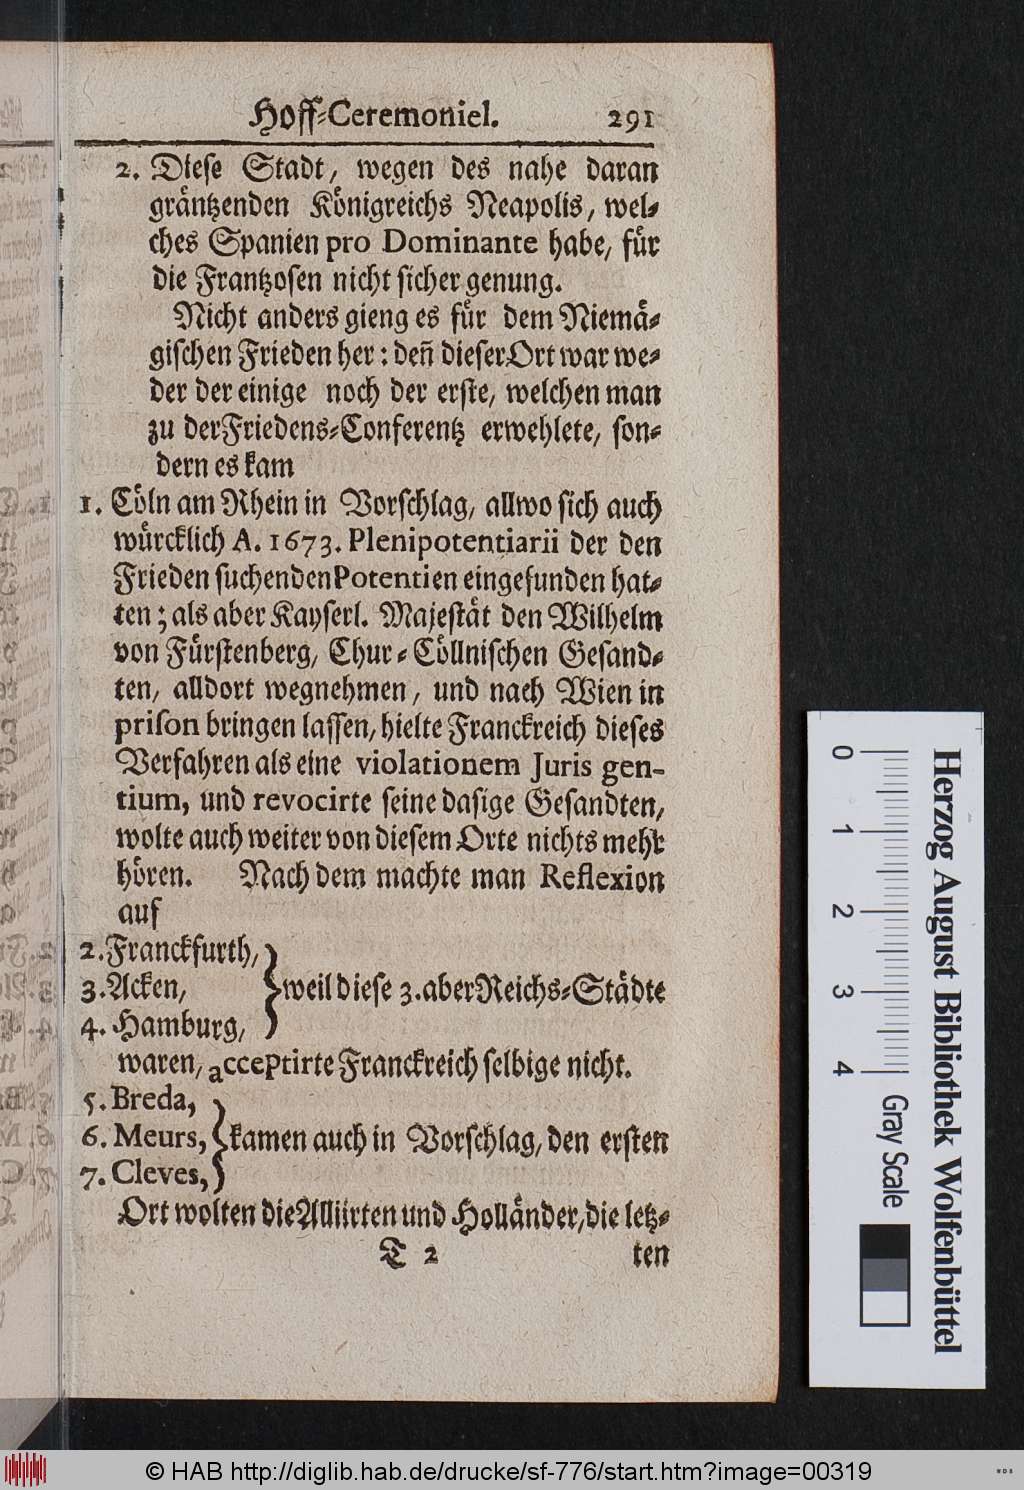 Hoff-Ceremoniel. 291
2. Diese Stadt, wegen des nahe daran
gräntzenden Königreichs Neapolis, wel-
ches Spanien pro Dominante habe, für
die Frantzosen nicht sicher genung.
Nicht anders gieng es für dem Niemä-
gischen Frieden her: deñ dieser Ort war we-
der der einige noch der erste, welchen man
zu der Friedens-Conferentz erwehlete, son-
dern es kam
1. Cöln am Rhein in Vorschlag, allwo sich auch
würcklich A. 1673. Plenipotentiarii der den
Frieden suchenden Potentien eingefunden hat-
ten; als aber Kayserl. Majestät den Wilhelm
von Fürstenberg, Chur-Cöllnischen Gesand-
ten, alldort wegnehmen, und nach Wien in
prison bringen lassen, hielte Franckreich dieses
Verfahren als eine violationem Juris gen-
tium, und revocirte seine dasige Gesandten,
wolte auch weiter von diesem Orte nichts mehr
hören. Nach dem machte man Reflexion
auf
2. Franckfurth,
3. Acken, } weil diese 3. aber Reichs-Städte
4. Hamburg,
waren, acceptirte Franckreich selbige nicht.
5. Breda,
6. Meurs, } kamen auch in Vorschlag, den ersten
7. Cleves,
Ort wolten die Alliirten und Holländer, die letz-
T 2 ten
0 1 2 3 4 Gray Scale
Herzog August Bibliothek Wolfenbüttel
© HAB http://diglib.hab.de/drucke/sf-776/start.htm?image=00319